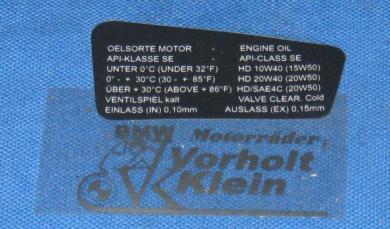 OELSORTE MOTOR - ENGINE OIL
API-KLASSE SE - API-CLASS SE
UNTER 0°C (UNDER 32°F) HD 10W40 (15W50)
0° - + 30°C (30 - + 85°F) HD 20W40 (20W50)
ÜBER + 30°C (ABOVE + 86°F) HD/SAE4C (20W50)
VENTILSPIEL kalt VALVE CLEAR. Cold
EINLASS (IN) 0,10mm AUSLASS (EX) 0,15mm
BMW Motorräder
Vorholt
Klein